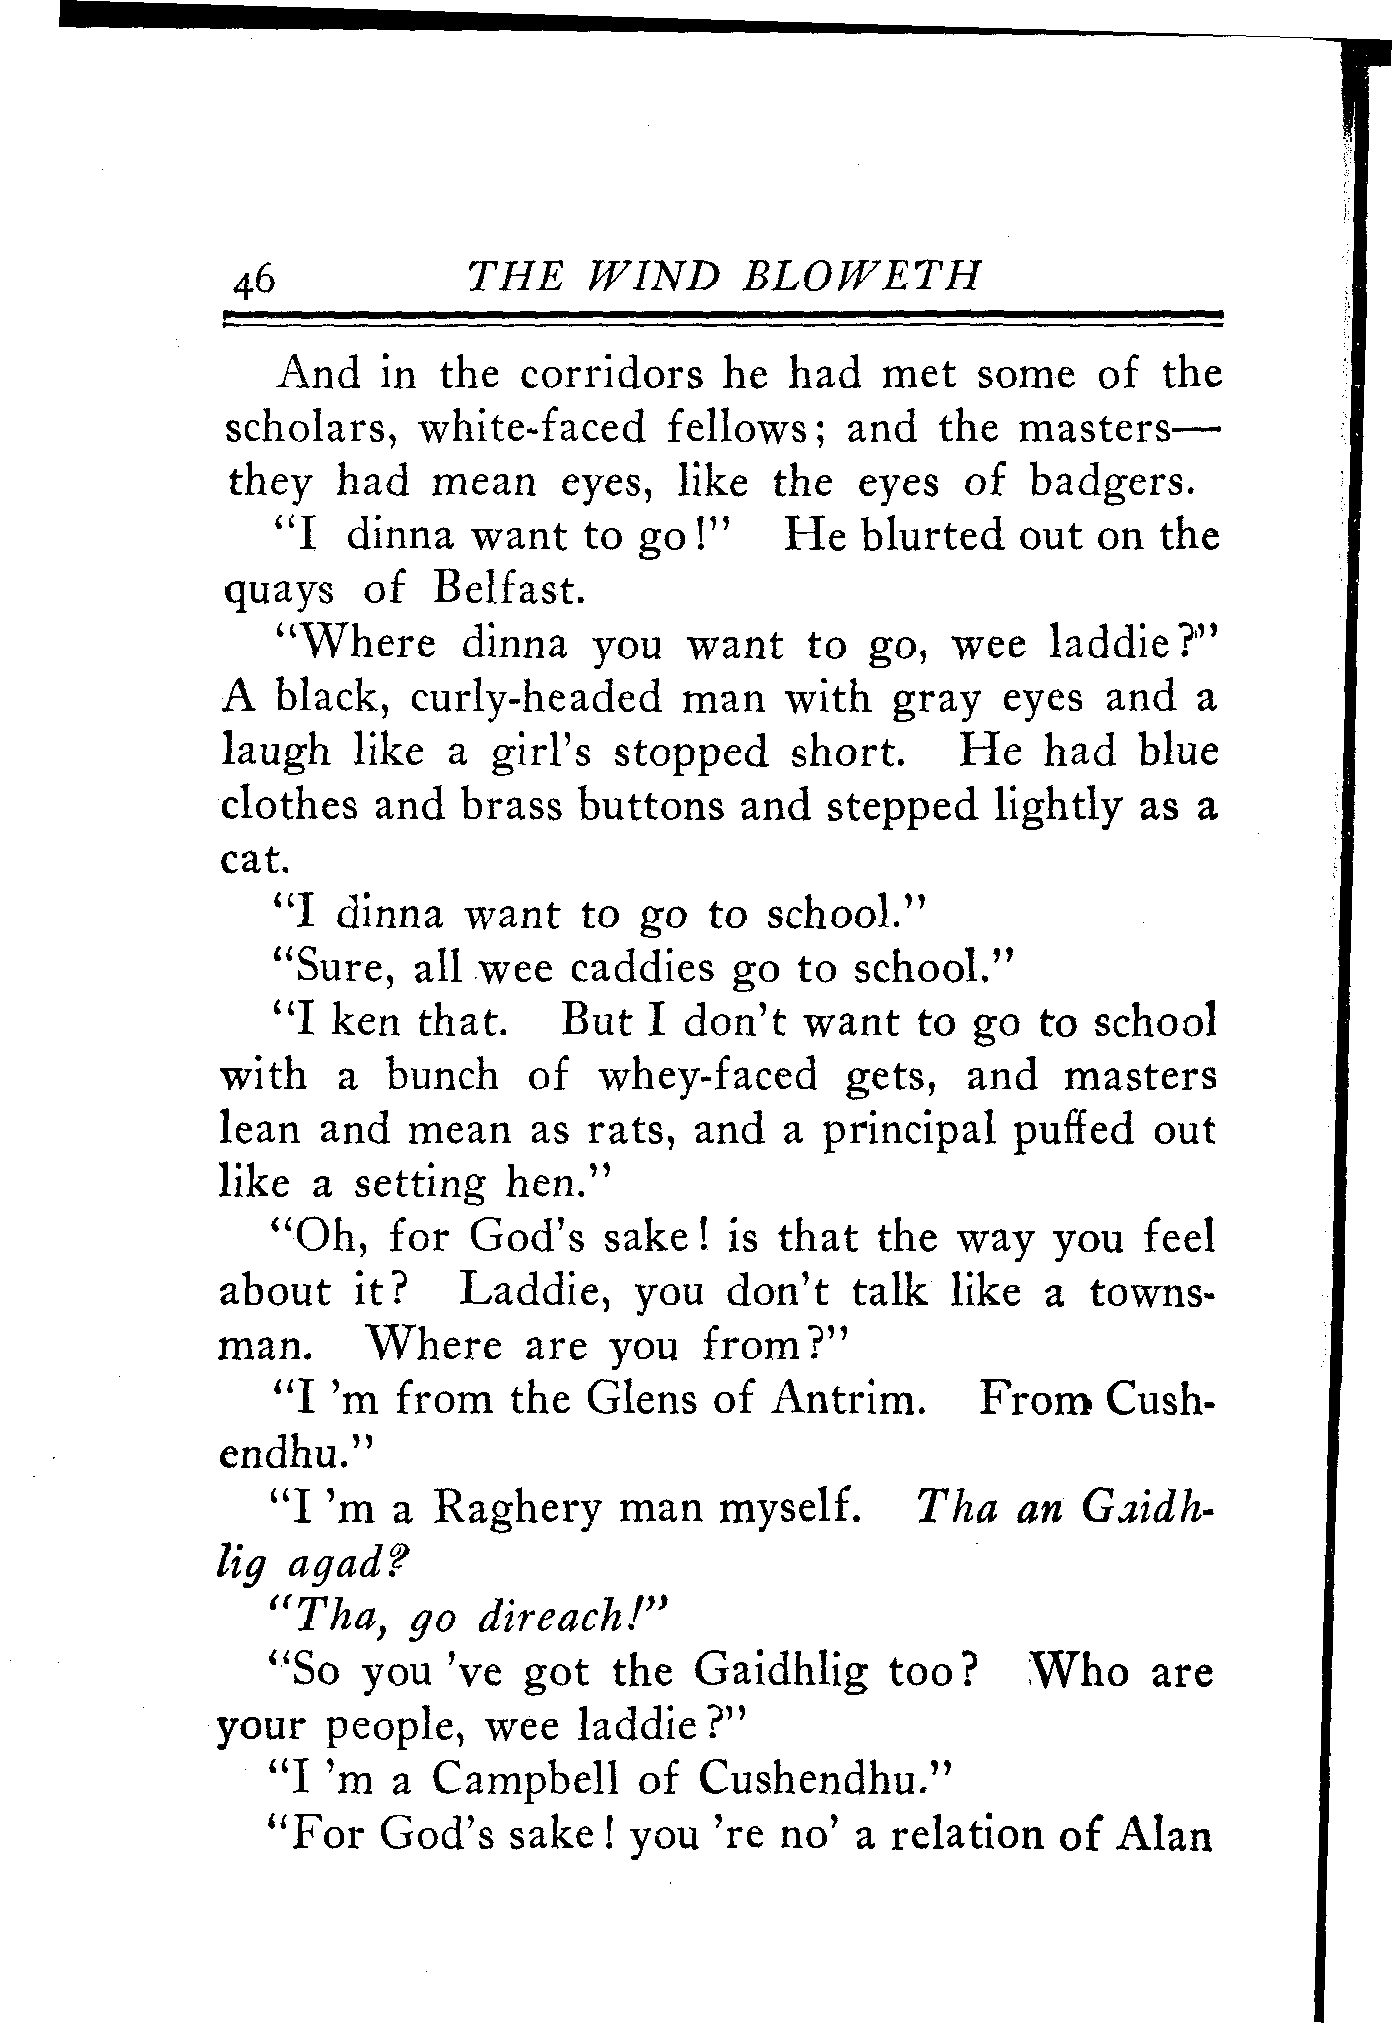 46 THE WIND BLOWETH
And in the corridors he had met some of the
scholars, white-faced fellows; and the masters—
they had mean eyes, like the eyes of badgers.
"I dinna want to go!" He blurted out on the
quays of Belfast.
"Where dinna you want to go, wee laddie?"
A black, curly-headed man with gray eyes and a
laugh like a girl's stopped short. He had blue
clothes and brass buttons and stepped lightly as a
cat.
"I dinna want to go to school."
"Sure, all wee caddies go to school."
"I ken that. But I don't want to go to school
with a bunch of whey-faced gets, and masters
lean and mean as rats, and a principal puffed out
like a setting hen."
"Oh, for God's sake! is that the way you feel
about it? Laddie, you don't talk like a towns-
man. Where are you from?"
"I 'm from the Glens of Antrim. From Cush-
endhu."
"I 'm a Raghery man myself. Tha an Gaidh-
lig agad?
"Tha, go direach!"
"So you 've got the Gaidhlig too? Who are
your people, wee laddie?"
"I 'm a Campbell of Cushendhu."
"For God's sake! you 're no' a relation of Alan